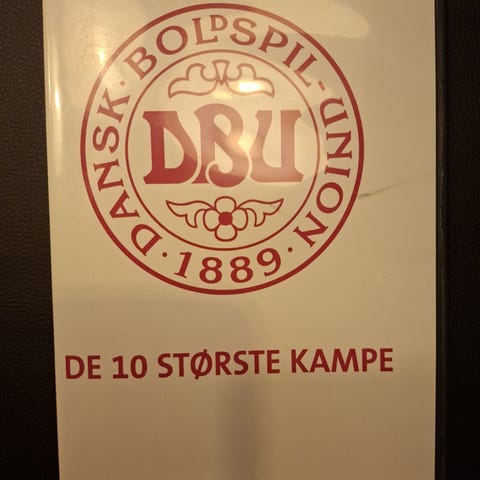 DANSK · BOLDSPIL-UNION
DBU
· 1889 ·
DE 10 STØRSTE KAMPE